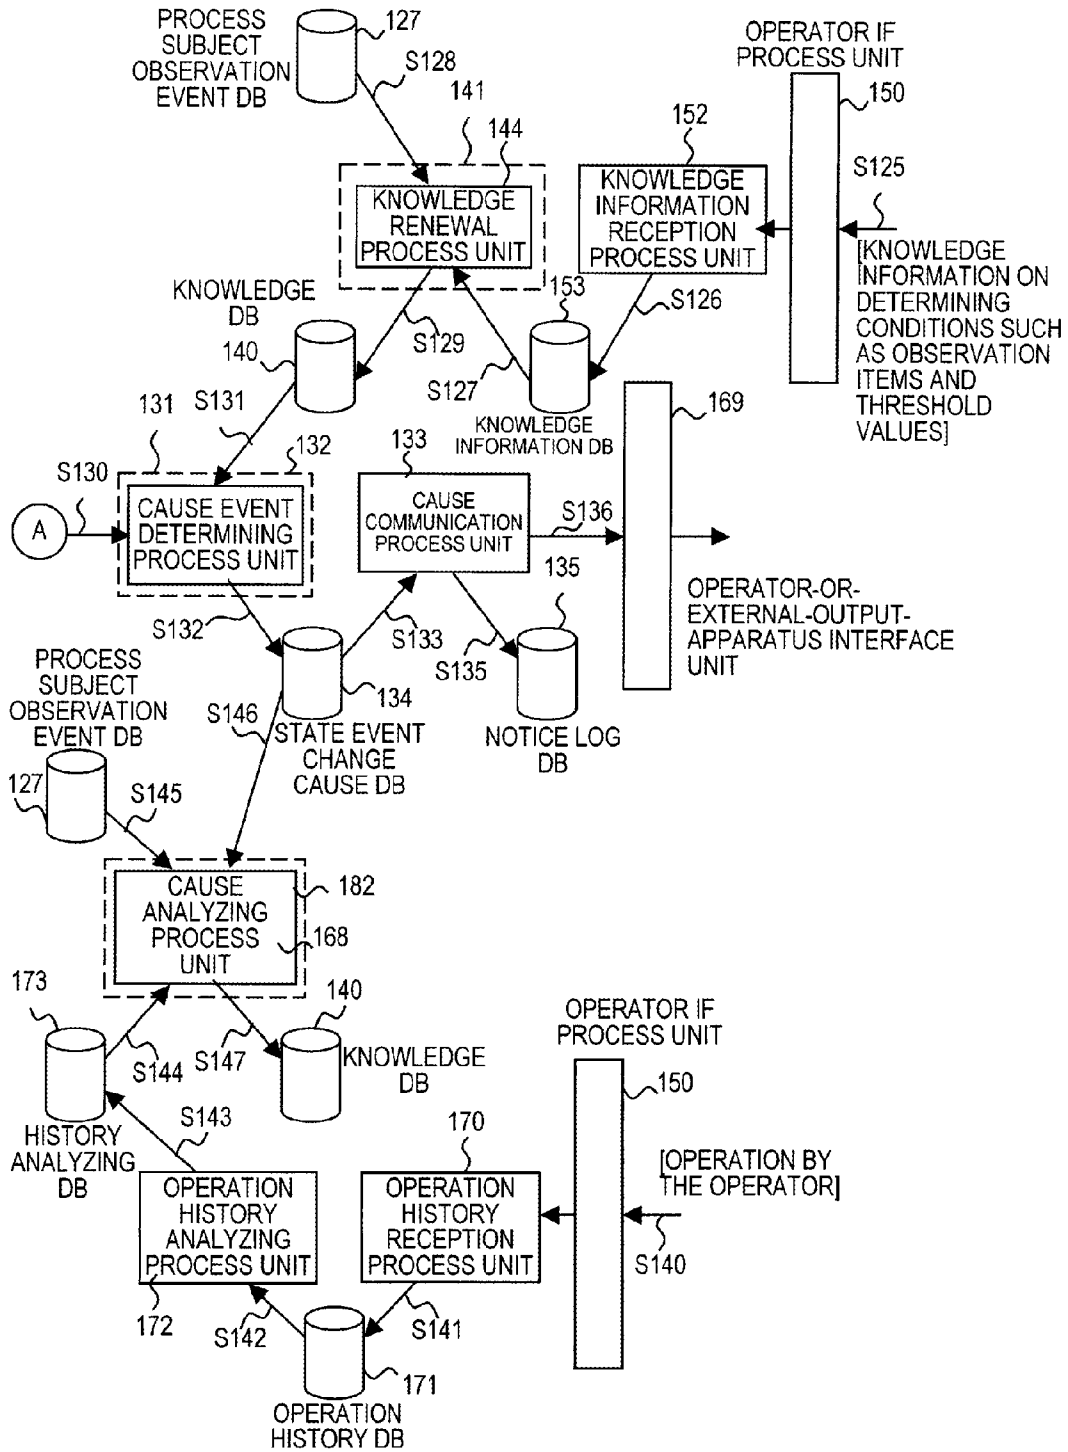 PROCESS
SUBJECT
OBSERVATION
EVENT DB
127
S128
141
144
KNOWLEDGE
RENEWAL
PROCESS UNIT
152
KNOWLEDGE
INFORMATION
RECEPTION
PROCESS UNIT
OPERATOR IF
PROCESS UNIT
150
S125
[KNOWLEDGE
INFORMATION ON
DETERMINING
CONDITIONS SUCH
AS OBSERVATION
ITEMS AND
THRESHOLD
VALUES]
KNOWLEDGE
DB
140
S129
S127
153
S126
KNOWLEDGE
INFORMATION DB
S131
131
132
S130
A
CAUSE EVENT
DETERMINING
PROCESS UNIT
133
CAUSE
COMMUNICATION
PROCESS UNIT
S136
169
OPERATOR-OR-
EXTERNAL-OUTPUT-
APPARATUS INTERFACE
UNIT
S132
S133
S135
135
134
STATE EVENT
CHANGE
CAUSE DB
NOTICE LOG
DB
PROCESS
SUBJECT
OBSERVATION
EVENT DB
127
S145
S146
CAUSE
ANALYZING
PROCESS
UNIT
182
168
173
S144
S147
140
KNOWLEDGE
DB
HISTORY
ANALYZING
DB
S143
OPERATION
HISTORY
ANALYZING
PROCESS UNIT
172
170
OPERATION
HISTORY
RECEPTION
PROCESS UNIT
OPERATOR IF
PROCESS UNIT
150
[OPERATION BY
THE OPERATOR]
S140
S142
S141
171
OPERATION
HISTORY DB